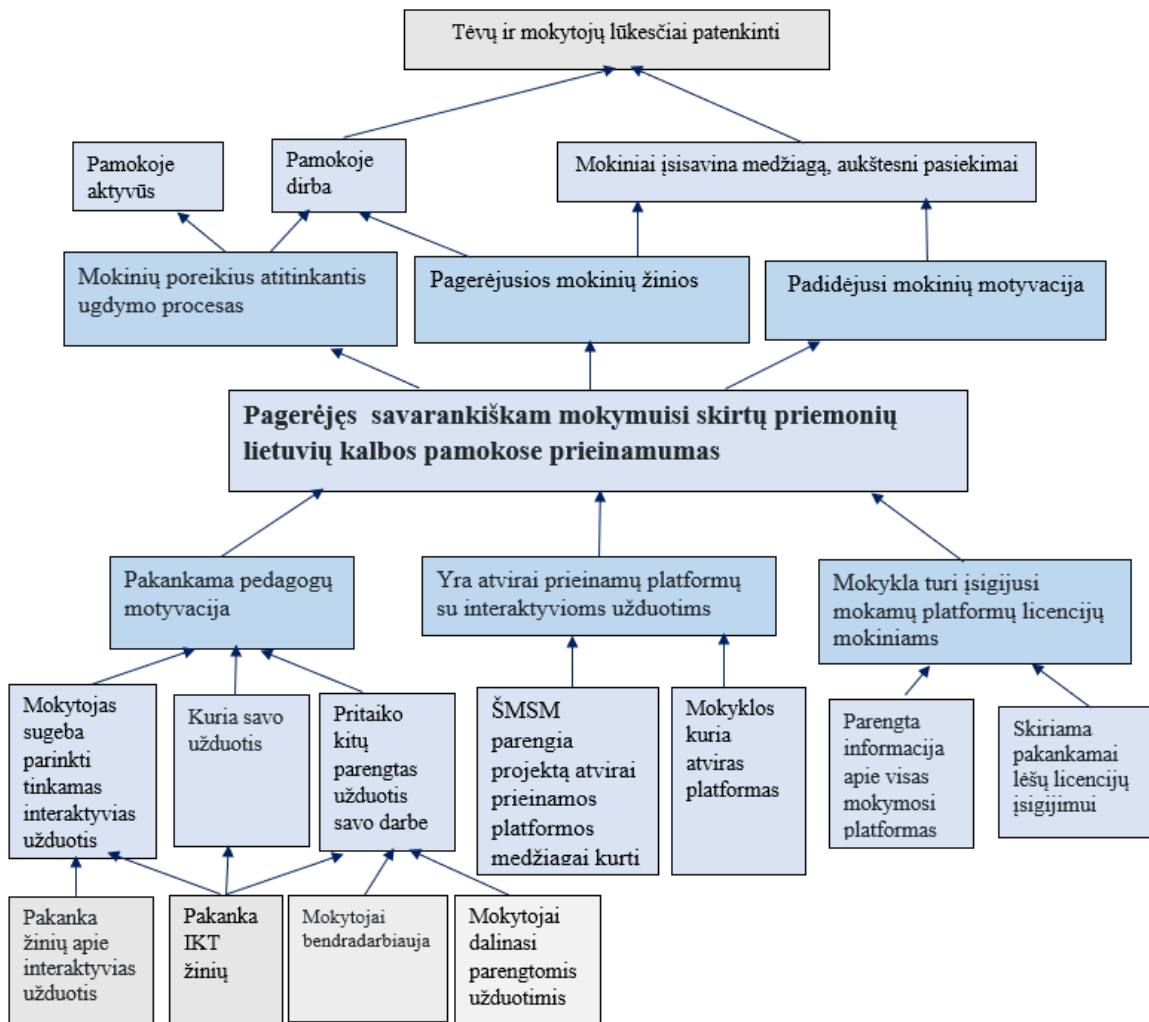 Tėvų ir mokytojų lūkesčiai patenkinti
Pamokoje
aktyvūs
Pamokoje
dirba
Mokiniai įsisavina medžiagą, aukštesni pasiekimai
Mokinių poreikius atitinkantis
ugdymo procesas
Pagerėjusios mokinių žinios
Padidėjusi mokinių motyvacija
Pagerėjęs savarankiškam mokymuisi skirtų priemonių
lietuvių kalbos pamokose prieinamumas
Pakankama pedagogų
motyvacija
Yra atvirai prieinamų platformų
su interaktyvioms užduotims
Mokykla turi įsigijusi
mokamų platformų licencijų
mokiniams
Mokytojas
sugeba
parinkti
tinkamas
interaktyvias
užduotis
Kuria savo
užduotis
Pritaiko
kitų
parengtas
užduotis
savo darbe
ŠMSM
parengia
projektą atvirai
prieinamos
platformos
medžiagai kurti
Mokyklos
kuria
atviras
platformas
Parengta
informacija
apie visas
mokymosi
platformas
Skiriama
pakankamai
lėšų licencijų
įsigijimui
Pakanka
žinių apie
interaktyvias
užduotis
Pakanka
IKT
žinių
Mokytojai
bendradarbiauja
Mokytojai
dalinasi
parengtomis
užduotimis